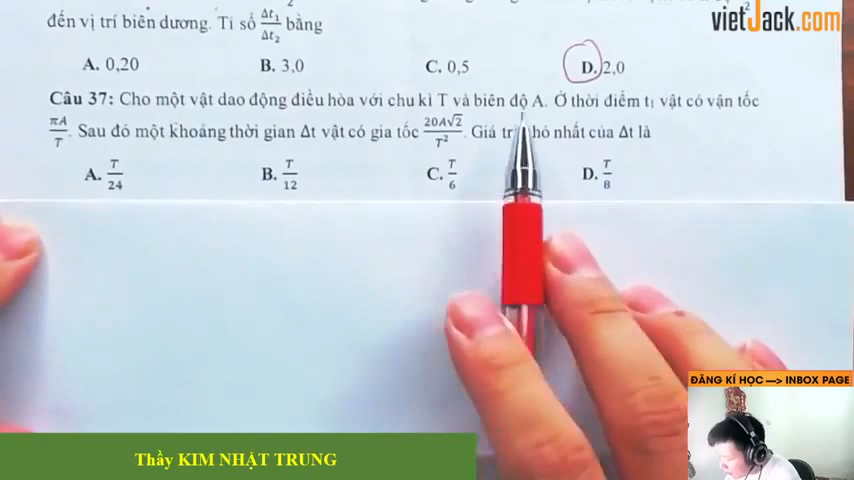 vietJack.com
đến vị trí biên dương. Tỉ số Δt₁/Δt₂ bằng
A. 0,20 B. 3,0 C. 0,5 D. 2,0
Câu 37: Cho một vật dao động điều hòa với chu kì T và biên độ A. Ở thời điểm t₁ vật có vận tốc
πA/T. Sau đó một khoảng thời gian Δt vật có gia tốc 20A√2/T². Giá nhỏ nhất của Δt là
A. T/24 B. T/12 C. T/6 D. T/8
ĐĂNG KÍ HỌC —> INBOX PAGE
Thầy KIM NHẬT TRUNG